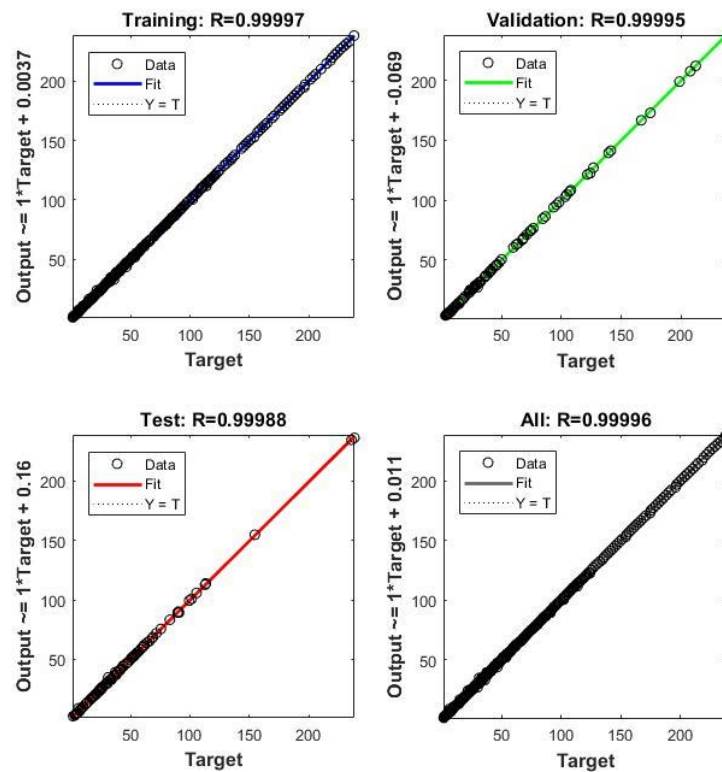 Training: R=0.99997
Output ~= 1*Target + 0.0037
Data
Fit
Y = T
200
150
100
50
50 100 150 200
Target
Validation: R=0.99995
Output ~= 1*Target + -0.069
Data
Fit
Y = T
200
150
100
50
50 100 150 200
Target
Test: R=0.99988
Output ~= 1*Target + 0.16
Data
Fit
Y = T
200
150
100
50
50 100 150 200
Target
All: R=0.99996
Output ~= 1*Target + 0.011
Data
Fit
Y = T
200
150
100
50
50 100 150 200
Target